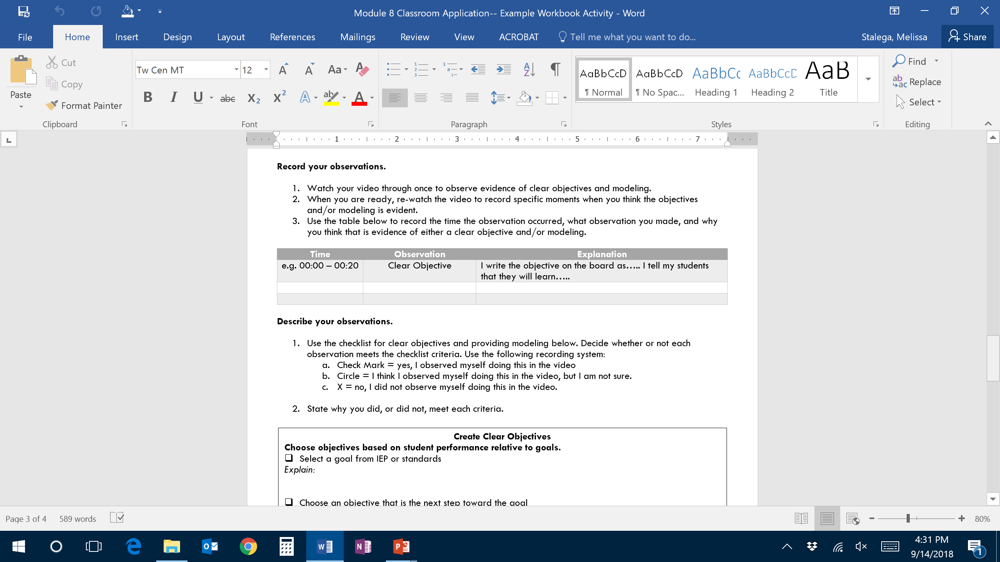 Module 8 Classroom Application-- Example Workbook Activity - Word
File Home Insert Design Layout References Mailings Review View ACROBAT Tell me what you want to do... Stalega, Melissa Share
Paste
Cut
Copy
Format Painter
Clipboard
Tw Cen MT 12
Font
Paragraph
AaBbCcD AaBbCcD AaBbCc AaBbCcD AaB
¶ Normal ¶ No Spac... Heading 1 Heading 2 Title
Styles
Find
Replace
Select
Editing
1 2 3 4 5 6 7
Record your observations.
1. Watch your video through once to observe evidence of clear objectives and modeling.
2. When you are ready, re-watch the video to record specific moments when you think the objectives
and/or modeling is evident.
3. Use the table below to record the time the observation occurred, what observation you made, and why
you think that is evidence of either a clear objective and/or modeling.
Time Observation Explanation
e.g. 00:00 – 00:20 Clear Objective I write the objective on the board as….. I tell my students
that they will learn…..
Describe your observations.
1. Use the checklist for clear objectives and providing modeling below. Decide whether or not each
observation meets the checklist criteria. Use the following recording system:
a. Check Mark = yes, I observed myself doing this in the video
b. Circle = I think I observed myself doing this in the video, but I am not sure.
c. X = no, I did not observe myself doing this in the video.
2. State why you did, or did not, meet each criteria.
Create Clear Objectives
Choose objectives based on student performance relative to goals.
❑ Select a goal from IEP or standards
Explain:
❑ Choose an objective that is the next step toward the goal
Page 3 of 4 589 words 80%
4:31 PM
9/14/2018
1